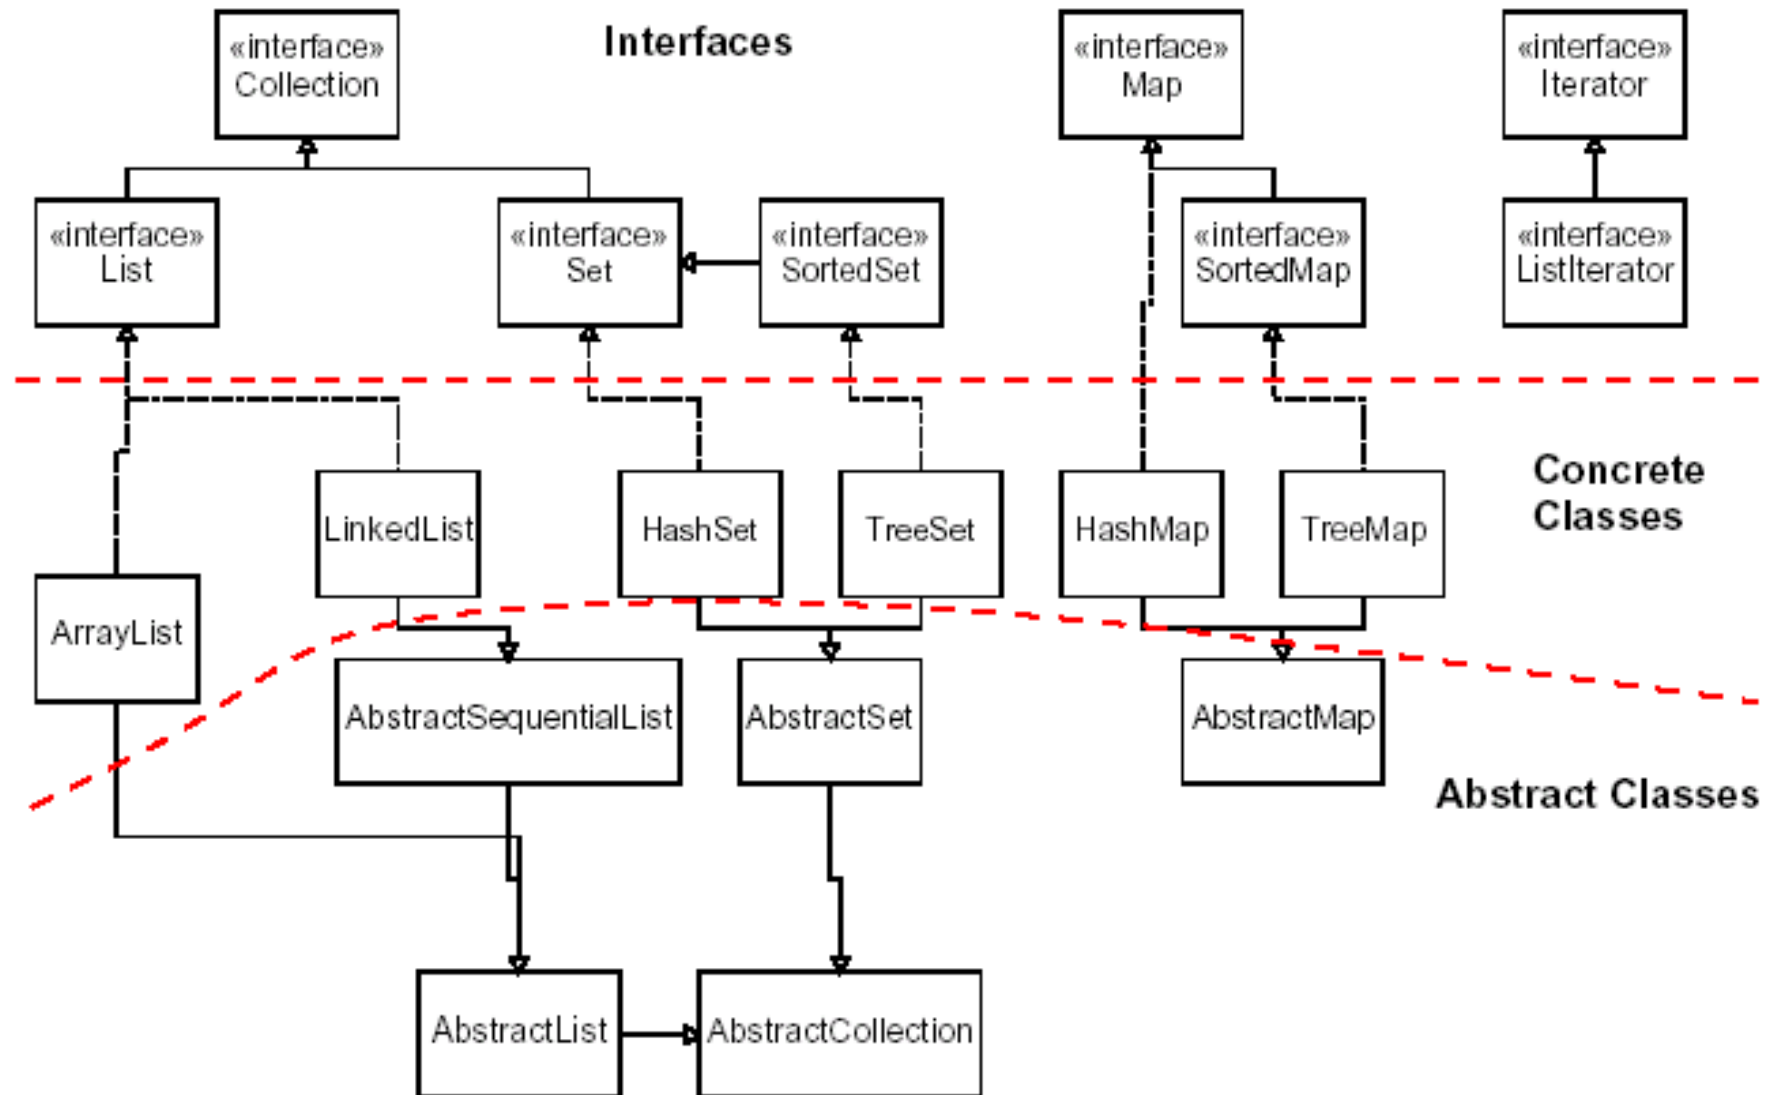 Interfaces
«interface»
Collection
«interface»
Map
«interface»
Iterator
«interface»
List
«interface»
Set
«interface»
SortedSet
«interface»
SortedMap
«interface»
ListIterator
Concrete
Classes
LinkedList
HashSet
TreeSet
HashMap
TreeMap
ArrayList
AbstractSequentialList
AbstractSet
AbstractMap
Abstract Classes
AbstractList
AbstractCollection